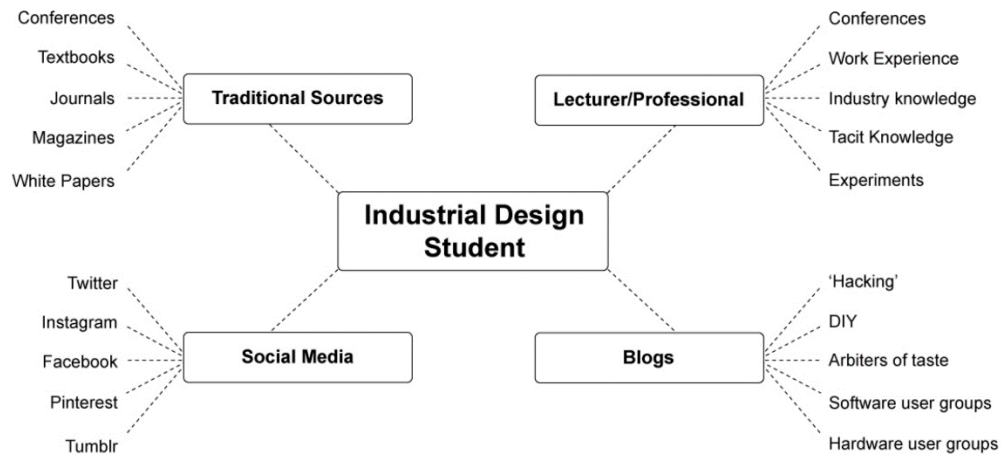 Conferences
Textbooks
Journals
Magazines
White Papers
Traditional Sources
Lecturer/Professional
Conferences
Work Experience
Industry knowledge
Tacit Knowledge
Experiments
Industrial Design
Student
Twitter
Instagram
Facebook
Pinterest
Tumblr
Social Media
Blogs
‘Hacking’
DIY
Arbiters of taste
Software user groups
Hardware user groups